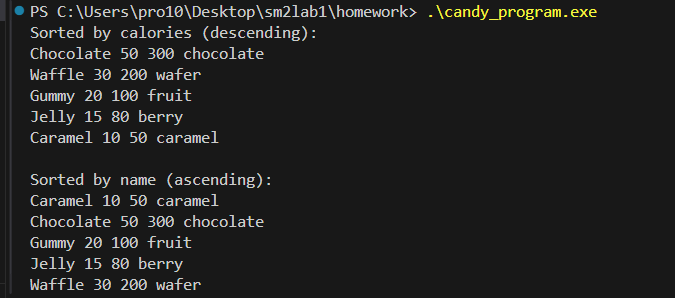 PS C:\Users\pro10\Desktop\sm2lab1\homework> .\candy_program.exe
Sorted by calories (descending):
Chocolate 50 300 chocolate
Waffle 30 200 wafer
Gummy 20 100 fruit
Jelly 15 80 berry
Caramel 10 50 caramel

Sorted by name (ascending):
Caramel 10 50 caramel
Chocolate 50 300 chocolate
Gummy 20 100 fruit
Jelly 15 80 berry
Waffle 30 200 wafer